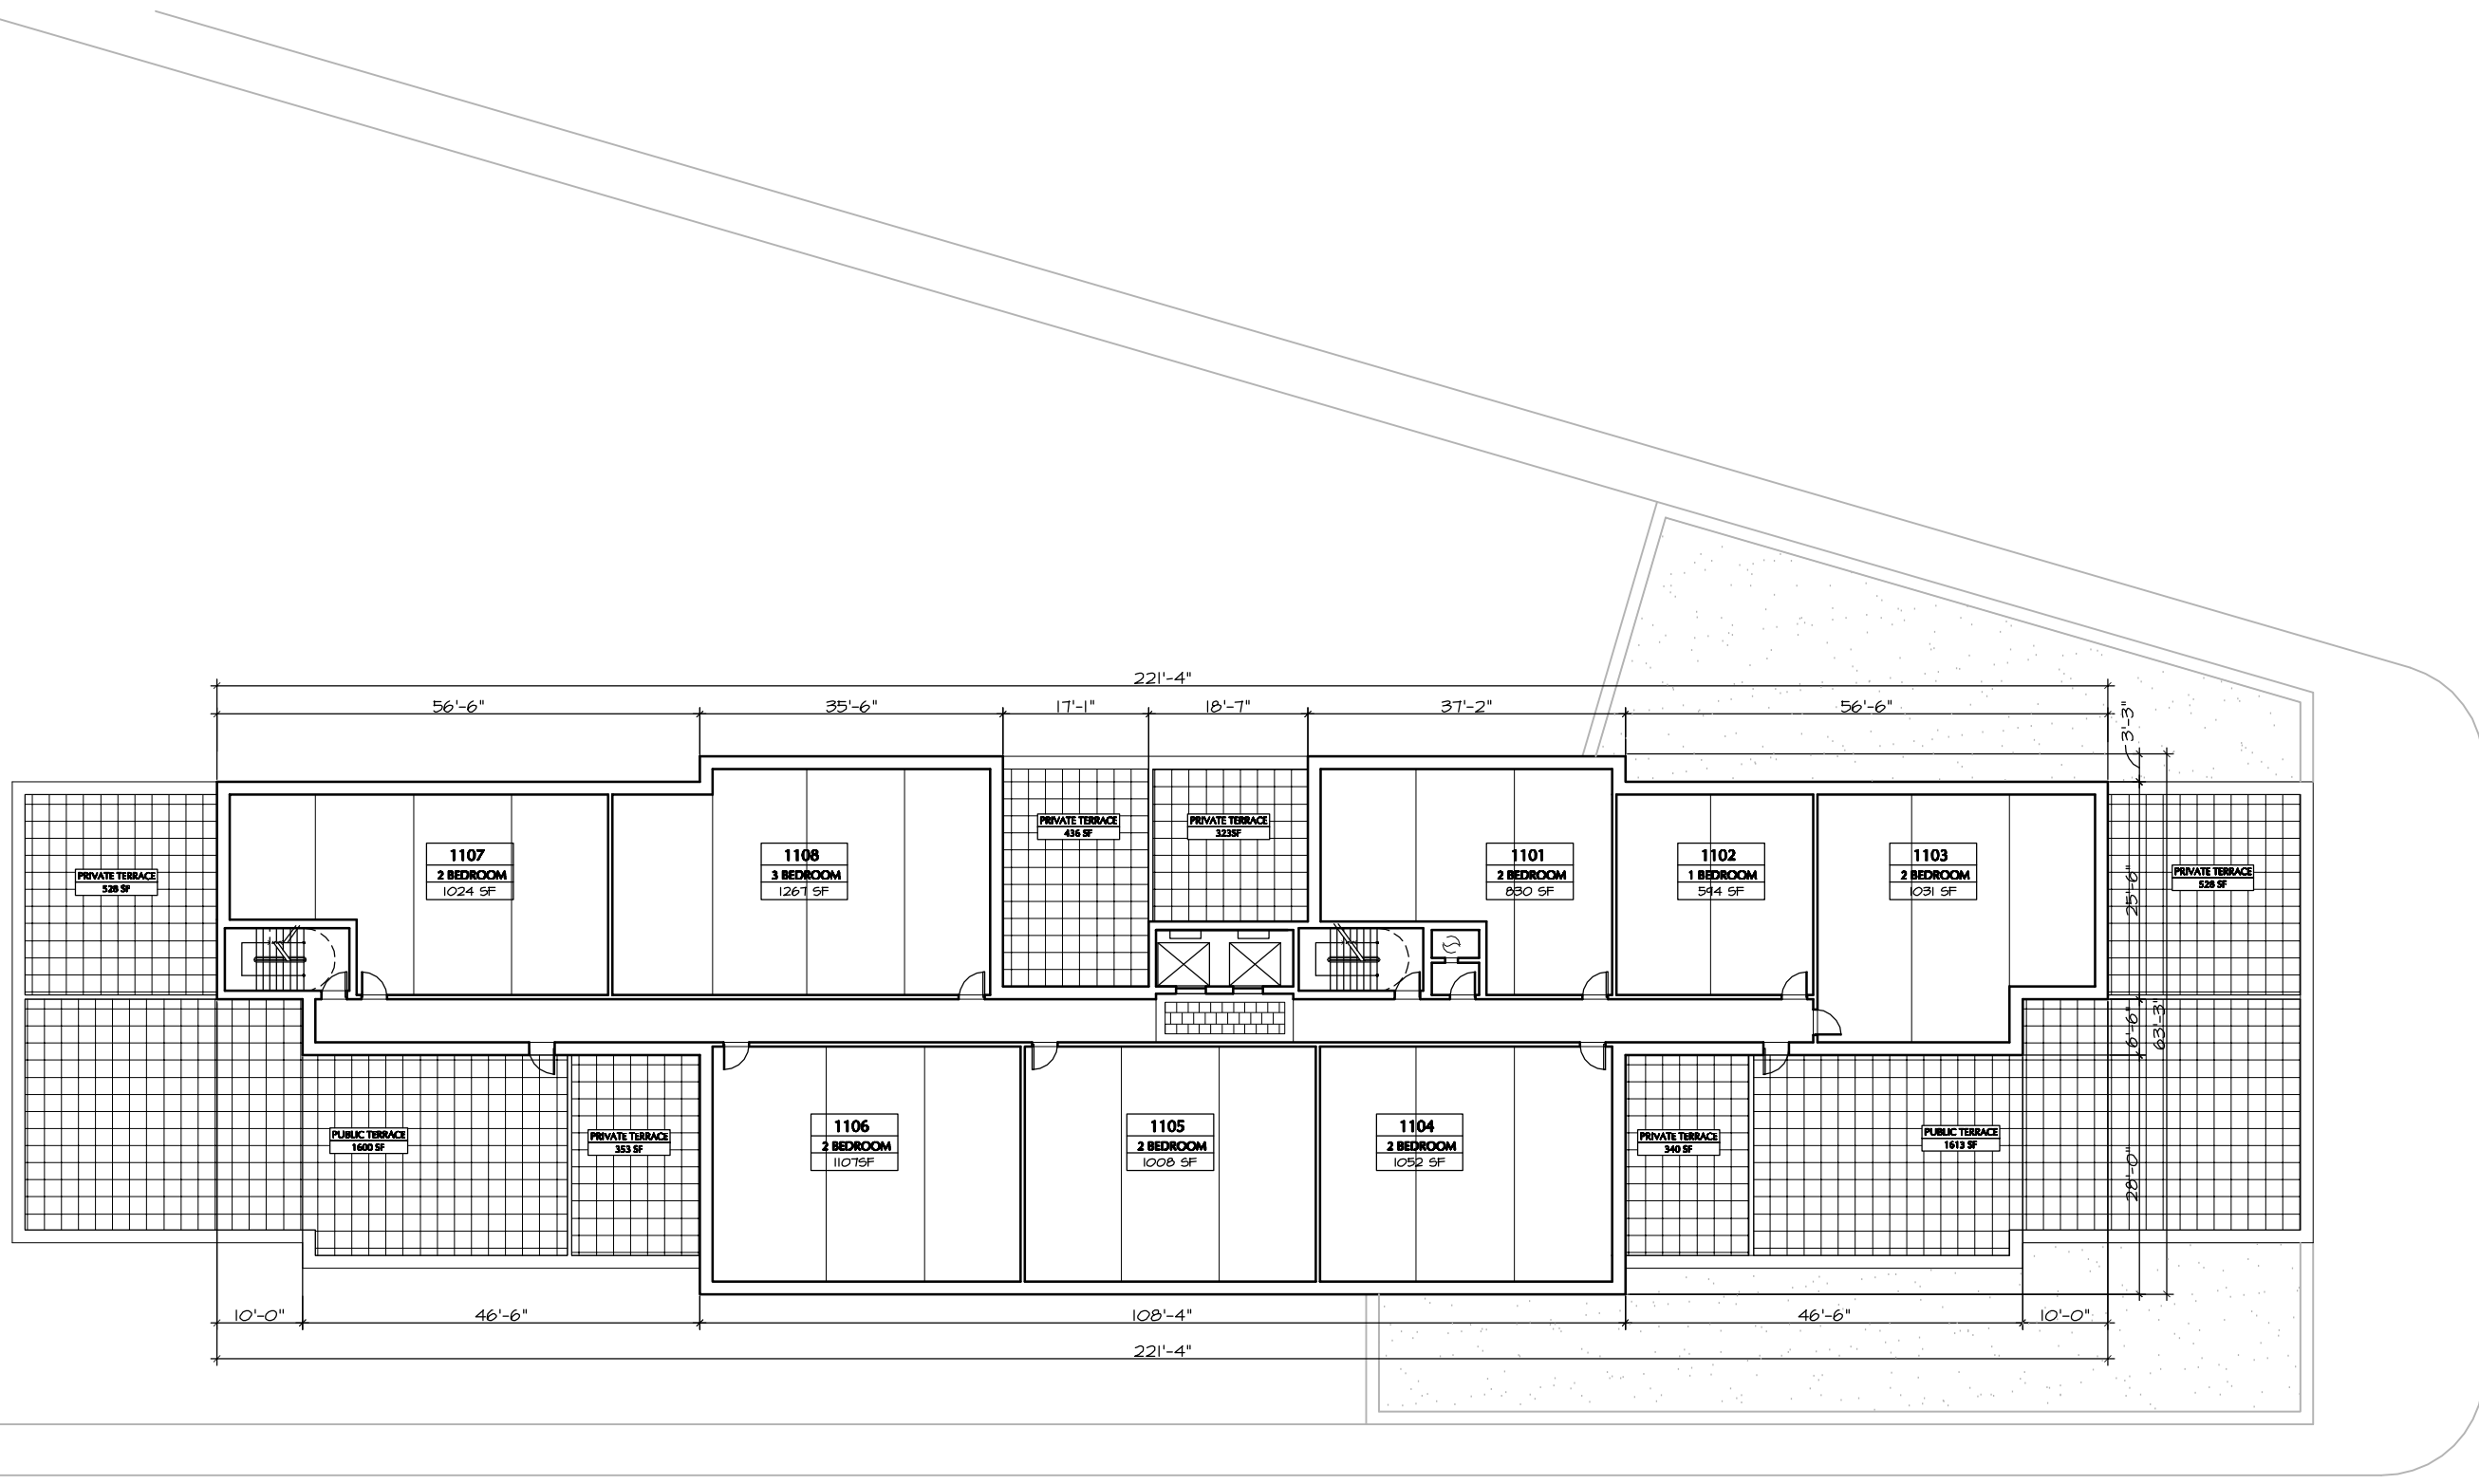 221'-4"
56'-6"
35'-6"
17'-1"
18'-7"
37'-2"
56'-6"
3'-3"
PRIVATE TERRACE
528 SF
1107
2 BEDROOM
1024 SF
1108
3 BEDROOM
1267 SF
PRIVATE TERRACE
436 SF
PRIVATE TERRACE
323SF
1101
2 BEDROOM
830 SF
1102
1 BEDROOM
594 SF
1103
2 BEDROOM
1031 SF
25'-6"
PRIVATE TERRACE
528 SF
6'-6"
63'-3"
PUBLIC TERRACE
1600 SF
PRIVATE TERRACE
353 SF
1106
2 BEDROOM
1107SF
1105
2 BEDROOM
1008 SF
1104
2 BEDROOM
1052 SF
PRIVATE TERRACE
340 SF
PUBLIC TERRACE
1613 SF
28'-0"
10'-0"
46'-6"
108'-4"
46'-6"
10'-0"
221'-4"